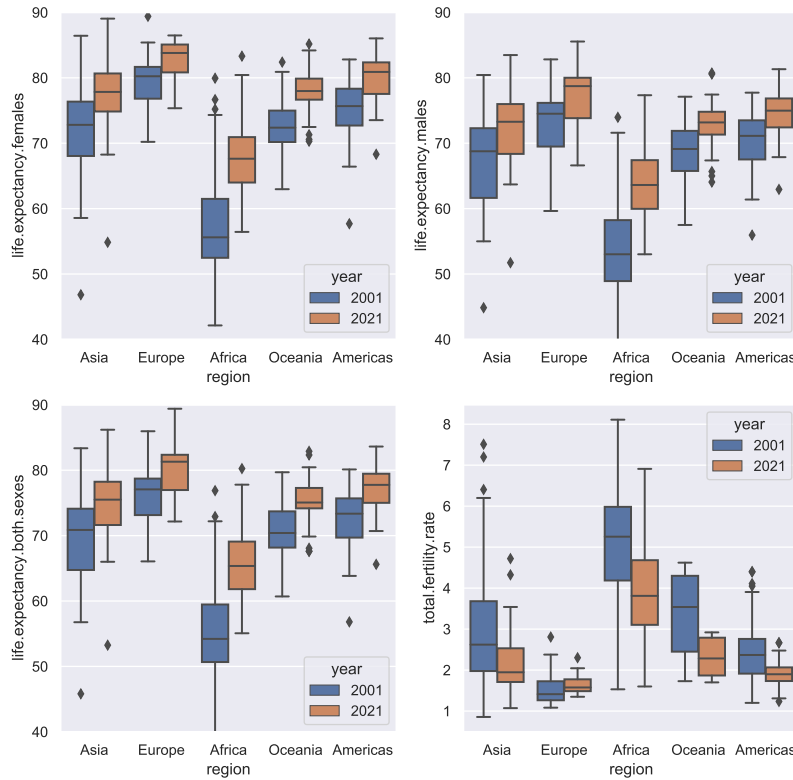 life.expectancy.females
90
80
70
60
50
40
year
2001
2021
Asia Europe Africa Oceania Americas
region
life.expectancy.males
90
80
70
60
50
40
year
2001
2021
Asia Europe Africa Oceania Americas
region
life.expectancy.both.sexes
90
80
70
60
50
40
year
2001
2021
Asia Europe Africa Oceania Americas
region
total.fertility.rate
8
7
6
5
4
3
2
1
year
2001
2021
Asia Europe Africa Oceania Americas
region